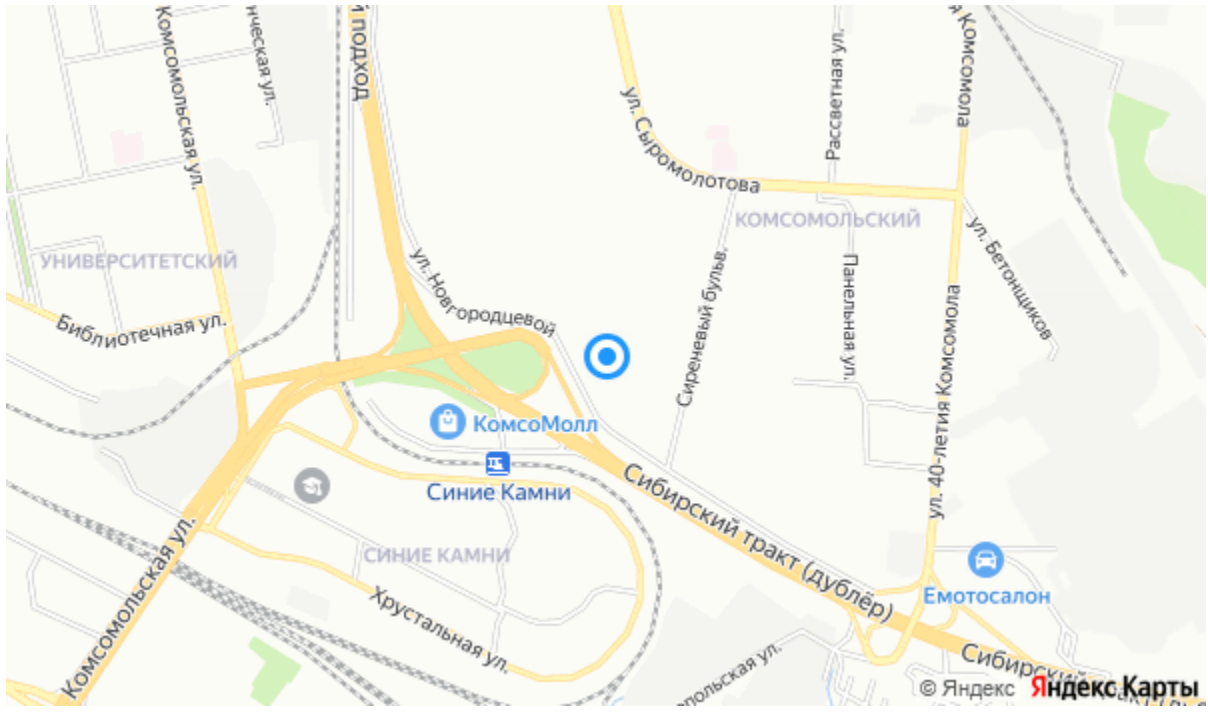 Комсомольская ул.
ческая ул.
й подход
ул. Сыромолотова
Рассветная ул.
я Комсомола
КОМСОМОЛЬСКИЙ
УНИВЕРСИТЕТСКИЙ
ул. Новгородцевой
Сиреневый бульв.
Панельная ул.
ул. Бетонщиков
Библиотечная ул.
ул. 40-летия Комсомола
КомсоМолл
Синие Камни
Сибирский тракт (дублёр)
СИНИЕ КАМНИ
Хрустальная ул.
Емотосалон
Комсомольская ул.
польская ул.
Сибирский
© Яндекс Яндекс Карты